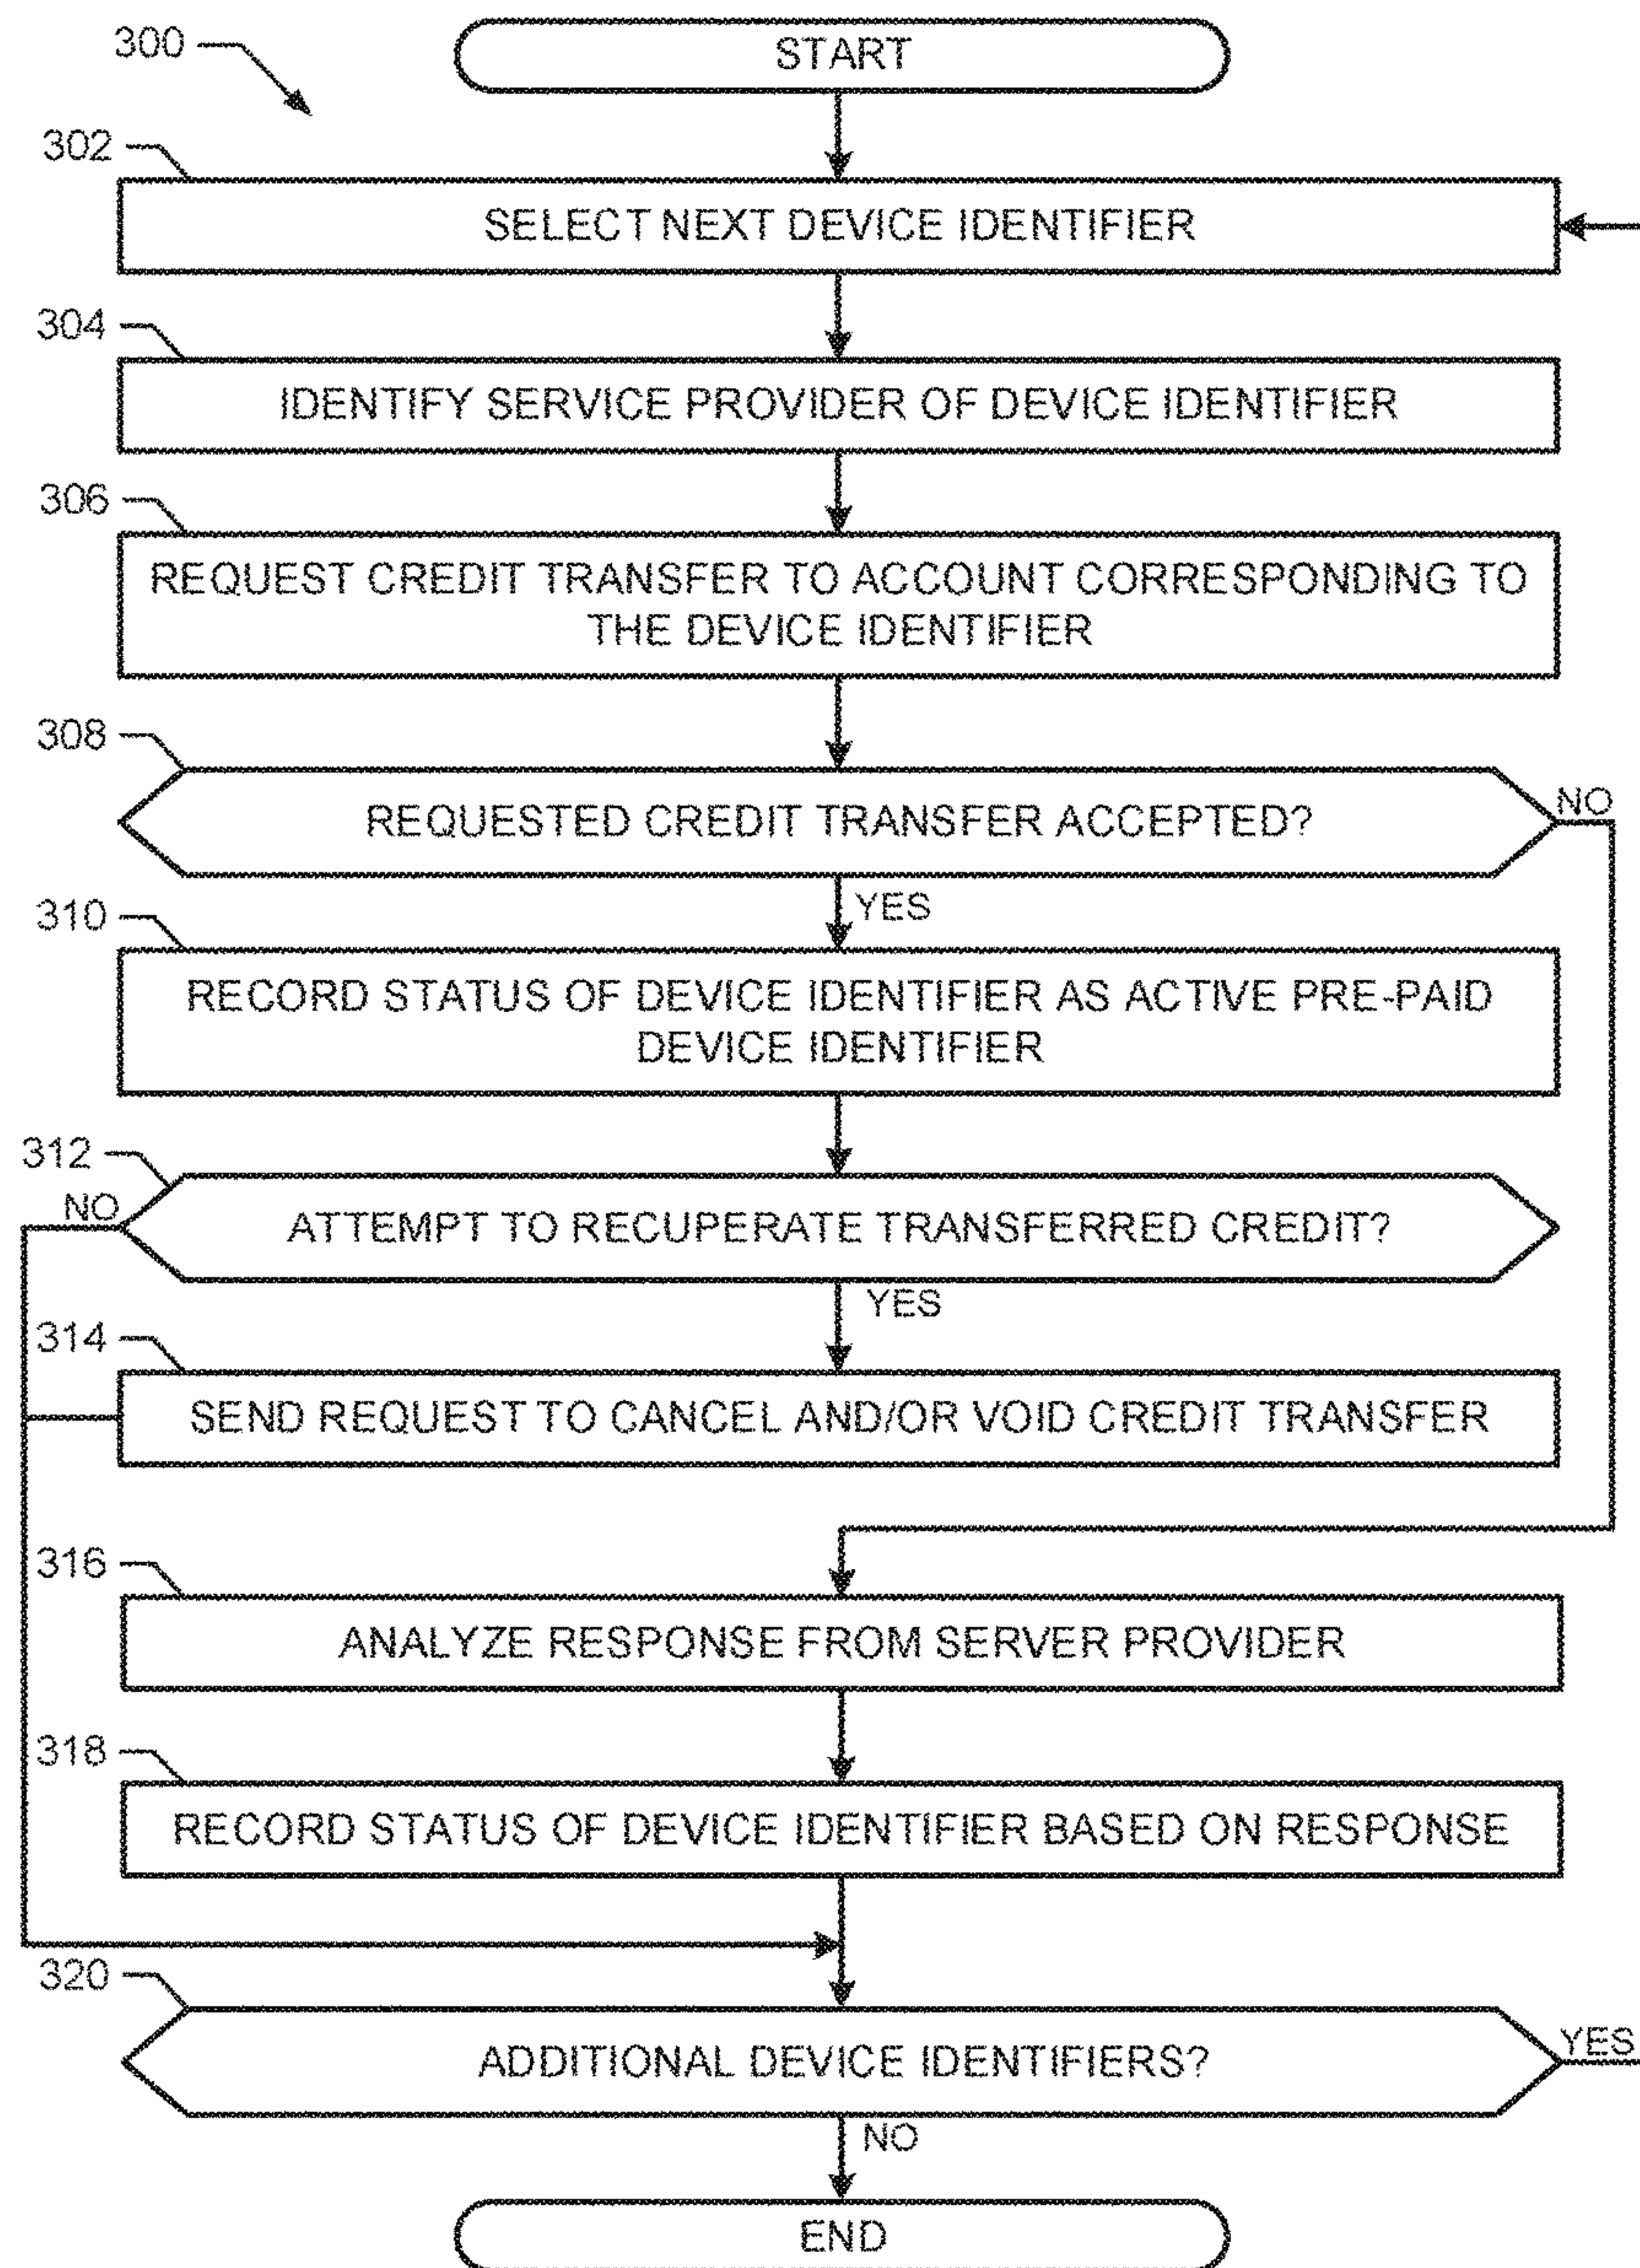 300
START
302
SELECT NEXT DEVICE IDENTIFIER
304
IDENTIFY SERVICE PROVIDER OF DEVICE IDENTIFIER
306
REQUEST CREDIT TRANSFER TO ACCOUNT CORRESPONDING TO
THE DEVICE IDENTIFIER
308
REQUESTED CREDIT TRANSFER ACCEPTED?
NO
YES
310
RECORD STATUS OF DEVICE IDENTIFIER AS ACTIVE PRE-PAID
DEVICE IDENTIFIER
312
NO
ATTEMPT TO RECUPERATE TRANSFERRED CREDIT?
YES
314
SEND REQUEST TO CANCEL AND/OR VOID CREDIT TRANSFER
316
ANALYZE RESPONSE FROM SERVER PROVIDER
318
RECORD STATUS OF DEVICE IDENTIFIER BASED ON RESPONSE
320
ADDITIONAL DEVICE IDENTIFIERS?
YES
NO
END